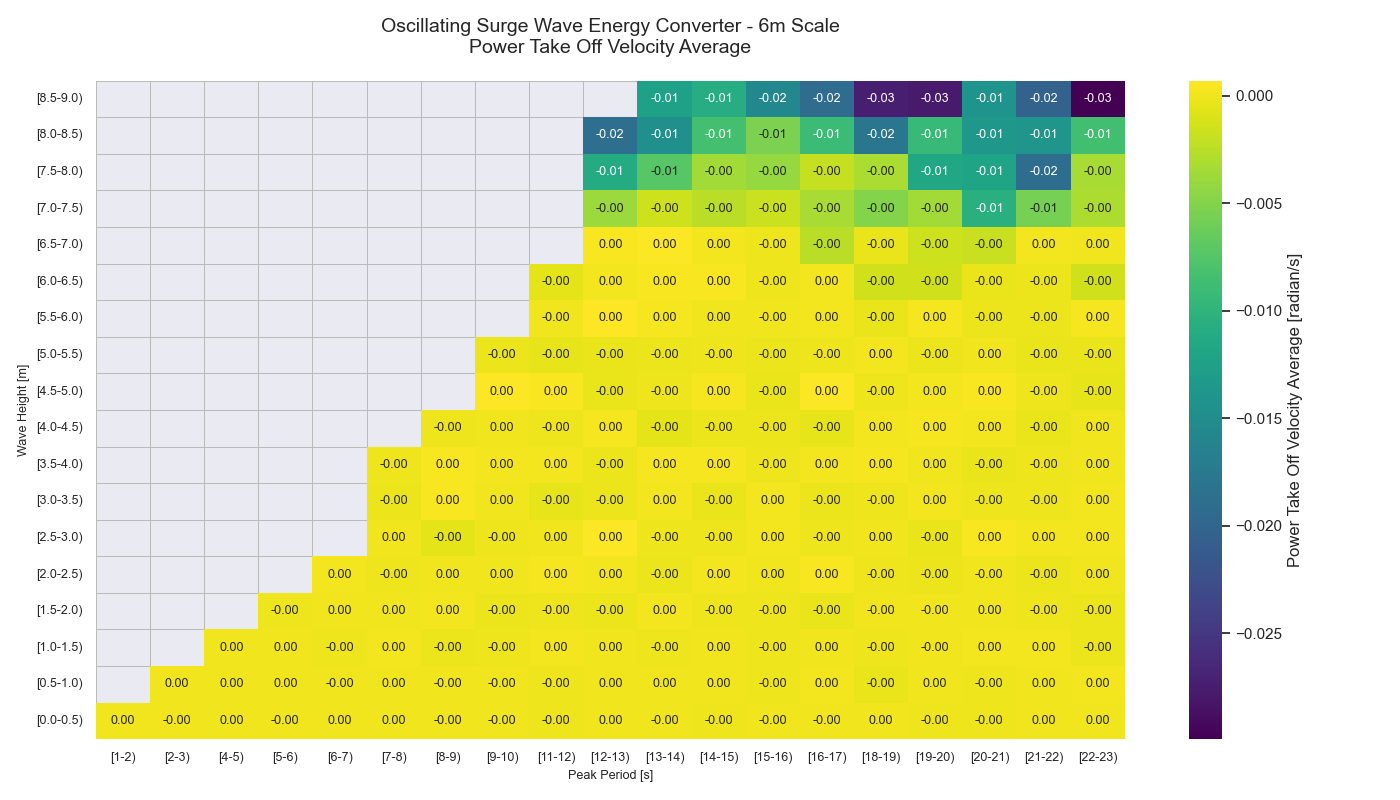 Oscillating Surge Wave Energy Converter - 6m Scale
Power Take Off Velocity Average
[8.5-9.0) -0.01 -0.01 -0.02 -0.02 -0.03 -0.03 -0.01 -0.02 -0.03
[8.0-8.5) -0.02 -0.01 -0.01 -0.01 -0.01 -0.02 -0.01 -0.01 -0.01 -0.01
[7.5-8.0) -0.01 -0.01 -0.00 -0.00 -0.00 -0.00 -0.01 -0.01 -0.02 -0.00
[7.0-7.5) -0.00 -0.00 -0.00 -0.00 -0.00 -0.00 -0.00 -0.01 -0.01 -0.00
[6.5-7.0) 0.00 0.00 0.00 -0.00 -0.00 -0.00 -0.00 -0.00 0.00 0.00
[6.0-6.5) -0.00 0.00 0.00 0.00 -0.00 0.00 -0.00 -0.00 -0.00 -0.00 -0.00
[5.5-6.0) -0.00 0.00 0.00 0.00 -0.00 0.00 -0.00 0.00 -0.00 -0.00 0.00
[5.0-5.5) -0.00 -0.00 -0.00 -0.00 -0.00 -0.00 -0.00 0.00 -0.00 0.00 -0.00 -0.00
[4.5-5.0) 0.00 0.00 -0.00 -0.00 0.00 -0.00 0.00 -0.00 -0.00 0.00 -0.00 -0.00
[4.0-4.5) -0.00 0.00 -0.00 0.00 -0.00 -0.00 -0.00 -0.00 0.00 0.00 0.00 -0.00 0.00
[3.5-4.0) -0.00 0.00 0.00 0.00 -0.00 0.00 0.00 -0.00 0.00 0.00 0.00 -0.00 -0.00 0.00
[3.0-3.5) -0.00 0.00 0.00 -0.00 -0.00 0.00 -0.00 0.00 -0.00 -0.00 0.00 -0.00 -0.00 0.00
[2.5-3.0) 0.00 -0.00 -0.00 0.00 0.00 -0.00 -0.00 0.00 -0.00 0.00 -0.00 0.00 0.00 0.00
[2.0-2.5) 0.00 -0.00 0.00 0.00 0.00 0.00 -0.00 0.00 0.00 0.00 -0.00 -0.00 -0.00 -0.00 0.00
[1.5-2.0) -0.00 0.00 0.00 0.00 -0.00 -0.00 -0.00 0.00 -0.00 -0.00 -0.00 0.00 -0.00 0.00 -0.00 -0.00
[1.0-1.5) 0.00 0.00 -0.00 0.00 -0.00 -0.00 0.00 0.00 -0.00 0.00 0.00 -0.00 -0.00 0.00 -0.00 0.00 -0.00
[0.5-1.0) 0.00 0.00 0.00 -0.00 0.00 -0.00 -0.00 -0.00 0.00 -0.00 0.00 -0.00 0.00 -0.00 0.00 -0.00 0.00 0.00
[0.0-0.5) 0.00 -0.00 0.00 -0.00 0.00 0.00 -0.00 -0.00 -0.00 0.00 -0.00 -0.00 -0.00 -0.00 0.00 -0.00 0.00 0.00 0.00
[1-2) [2-3) [4-5) [5-6) [6-7) [7-8) [8-9) [9-10) [11-12) [12-13) [13-14) [14-15) [15-16) [16-17) [18-19) [19-20) [20-21) [21-22) [22-23)
Peak Period [s]
Wave Height [m]
0.000
−0.005
−0.010
−0.015
−0.020
−0.025
Power Take Off Velocity Average [radian/s]